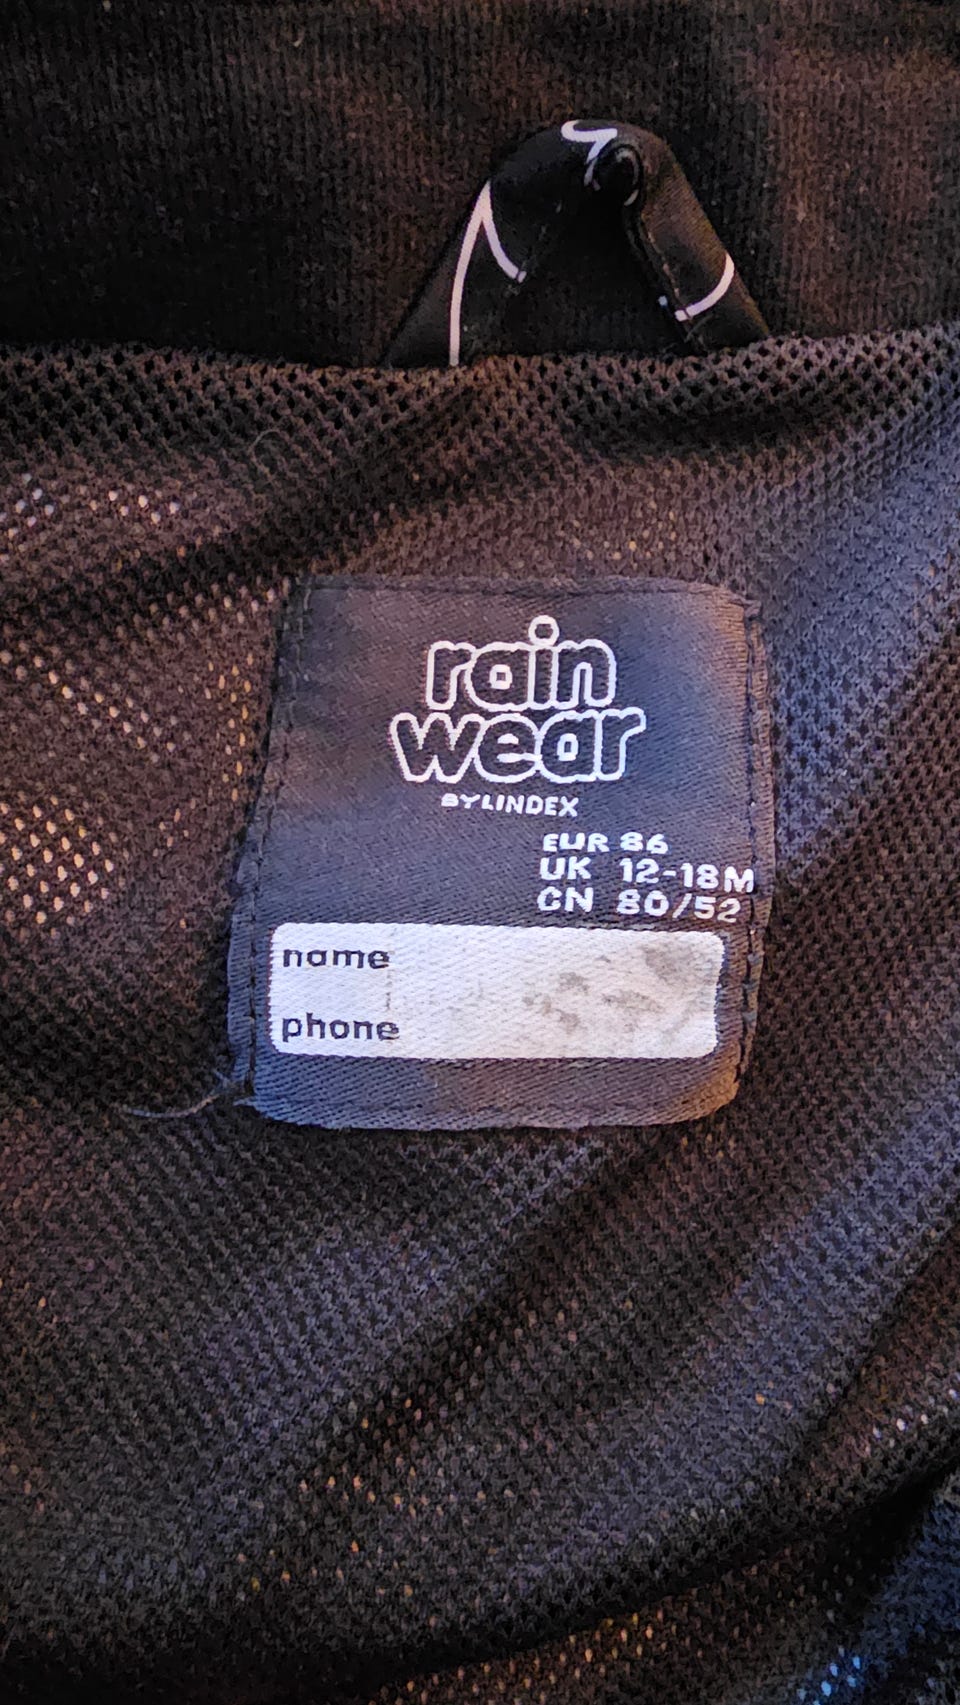 rain
wear
BY LINDEX
EUR 86
UK 12-18M
CN 80/52
name
phone